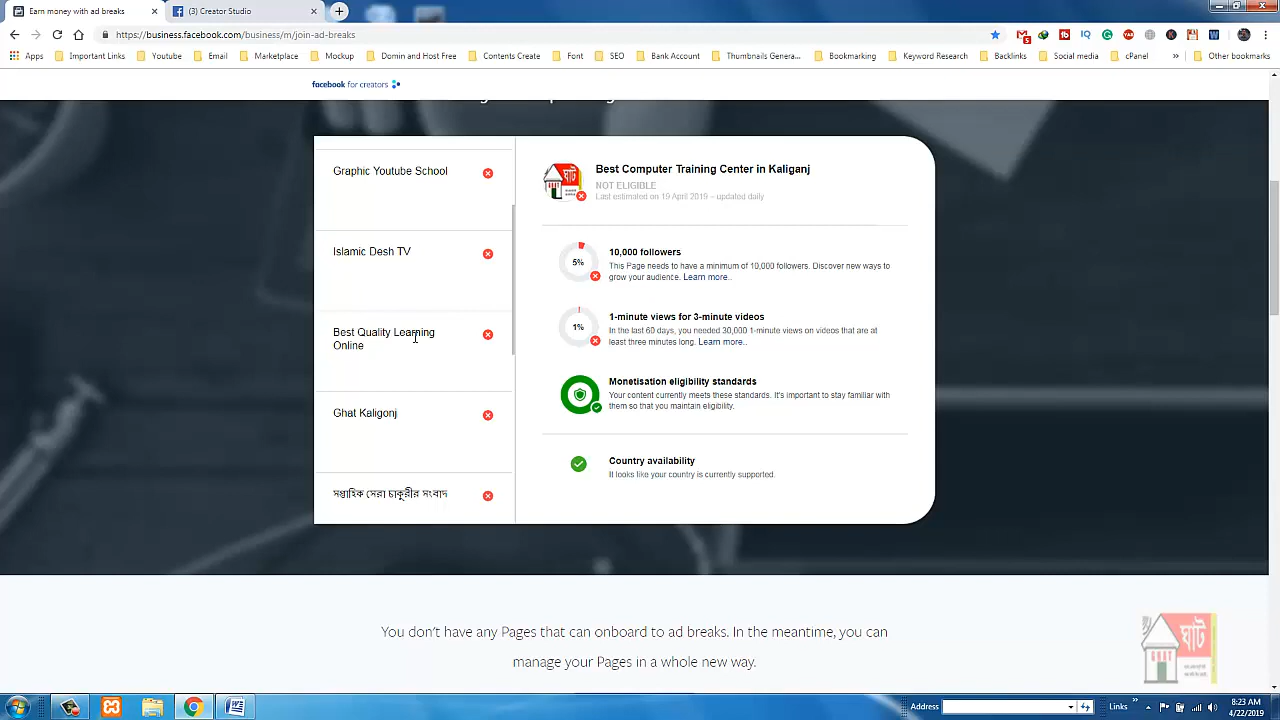 Earn money with ad breaks
(3) Creator Studio
https://business.facebook.com/business/m/join-ad-breaks
Apps
Important Links
Youtube
Email
Marketplace
Mockup
Domin and Host Free
Contents Create
Font
SEO
Bank Account
Thumbnails Genera...
Bookmarking
Keyword Research
Backlinks
Social media
cPanel
Other bookmarks
facebook for creators
Graphic Youtube School
Islamic Desh TV
Best Quality Learning
Online
Ghat Kaligonj
সপ্তাহিক সেরা চাকুরীর সংবাদ
Best Computer Training Center in Kaliganj
NOT ELIGIBLE
Last estimated on 19 April 2019 – updated daily
5%
10,000 followers
This Page needs to have a minimum of 10,000 followers. Discover new ways to
grow your audience. Learn more..
1%
1-minute views for 3-minute videos
In the last 60 days, you needed 30,000 1-minute views on videos that are at
least three minutes long. Learn more..
Monetisation eligibility standards
Your content currently meets these standards. It's important to stay familiar with
them so that you maintain eligibility.
Country availability
It looks like your country is currently supported.
You don't have any Pages that can onboard to ad breaks. In the meantime, you can
manage your Pages in a whole new way.
ঘাট
GHAT
Address
Links
8:23 AM
4/22/2019